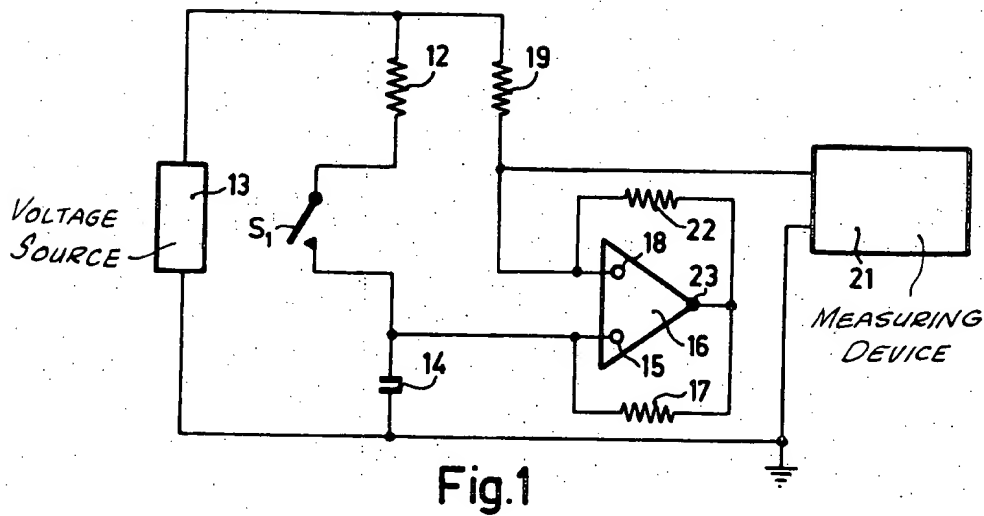 12
19
13
VOLTAGE
SOURCE
S₁
22
18
23
21
16
15
MEASURING
DEVICE
14
17
Fig.1